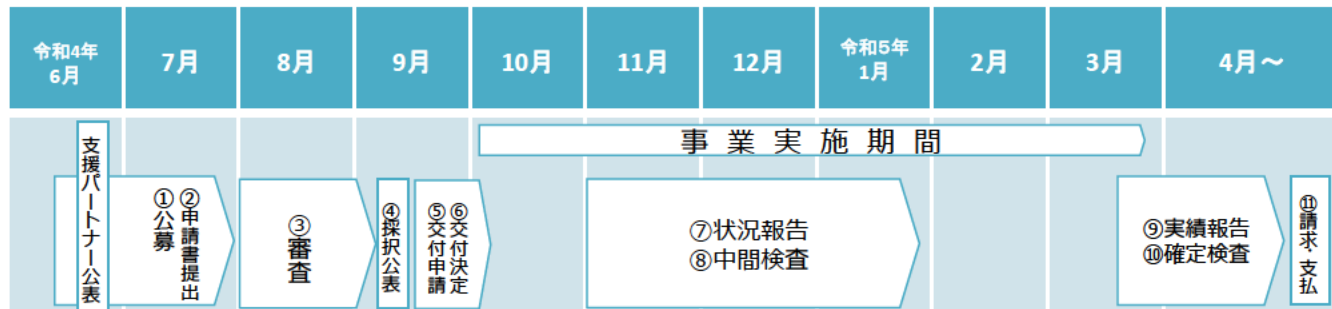 令和4年
6月
7月
8月
9月
10月
11月
12月
令和5年
1月
2月
3月
4月～
事業実施期間
支援パートナー公表
①公募
②申請書提出
③審査
④採択公表
⑤交付申請
⑥交付決定
⑦状況報告
⑧中間検査
⑨実績報告
⑩確定検査
⑪請求・支払